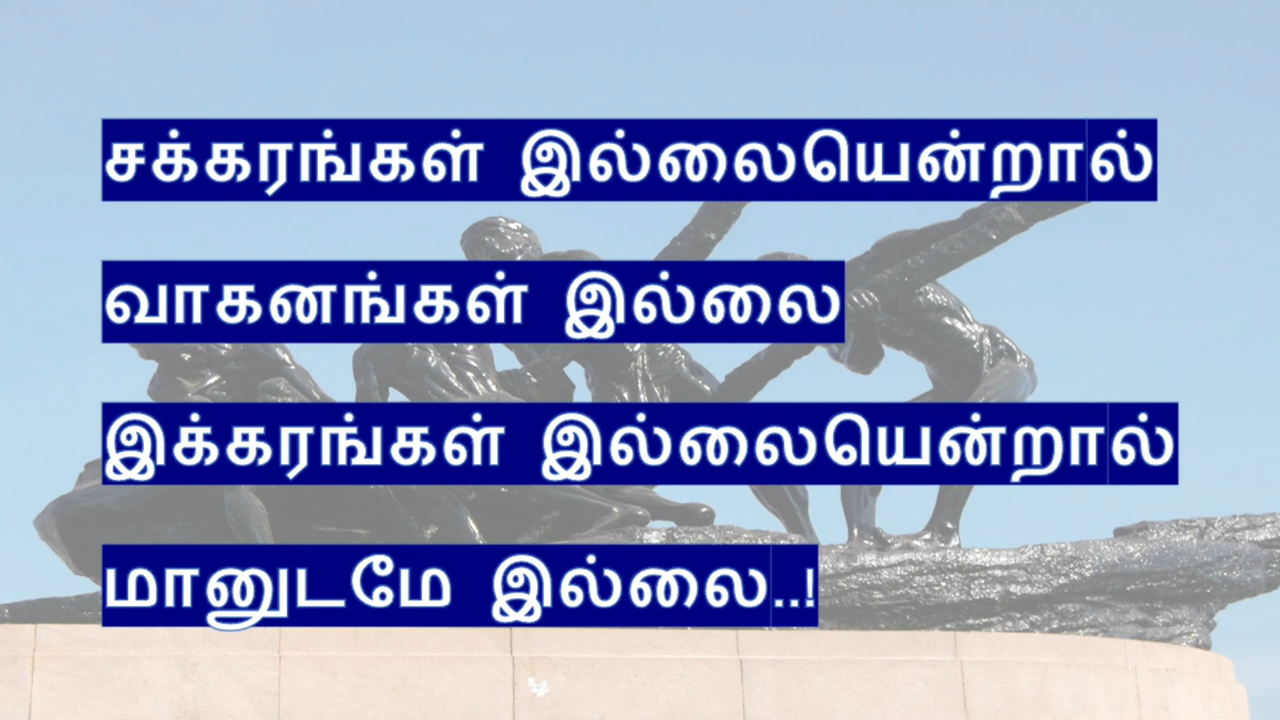 சக்கரங்கள் இல்லையென்றால்
வாகனங்கள் இல்லை
இக்கரங்கள் இல்லையென்றால்
மானுடமே இல்லை..!